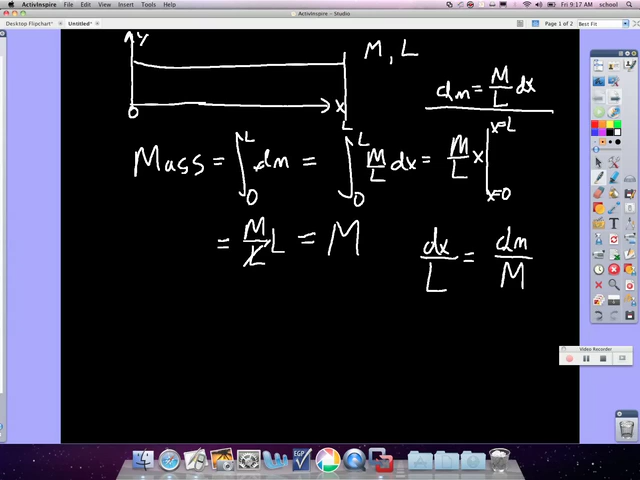 ActivInspire File Edit View Insert Tools Help Fri 9:17 AM school
ActivInspire - Studio
Desktop Flipchart* Untitled* Page 1 of 2 Best Fit
y
M, L
0 x L
dm = M/L dx
Mass = ∫₀ᴸ dm = ∫₀ᴸ M/L dx = M/L x | x=L x=0
= M/L L = M
dx/L = dm/M
Video Recorder